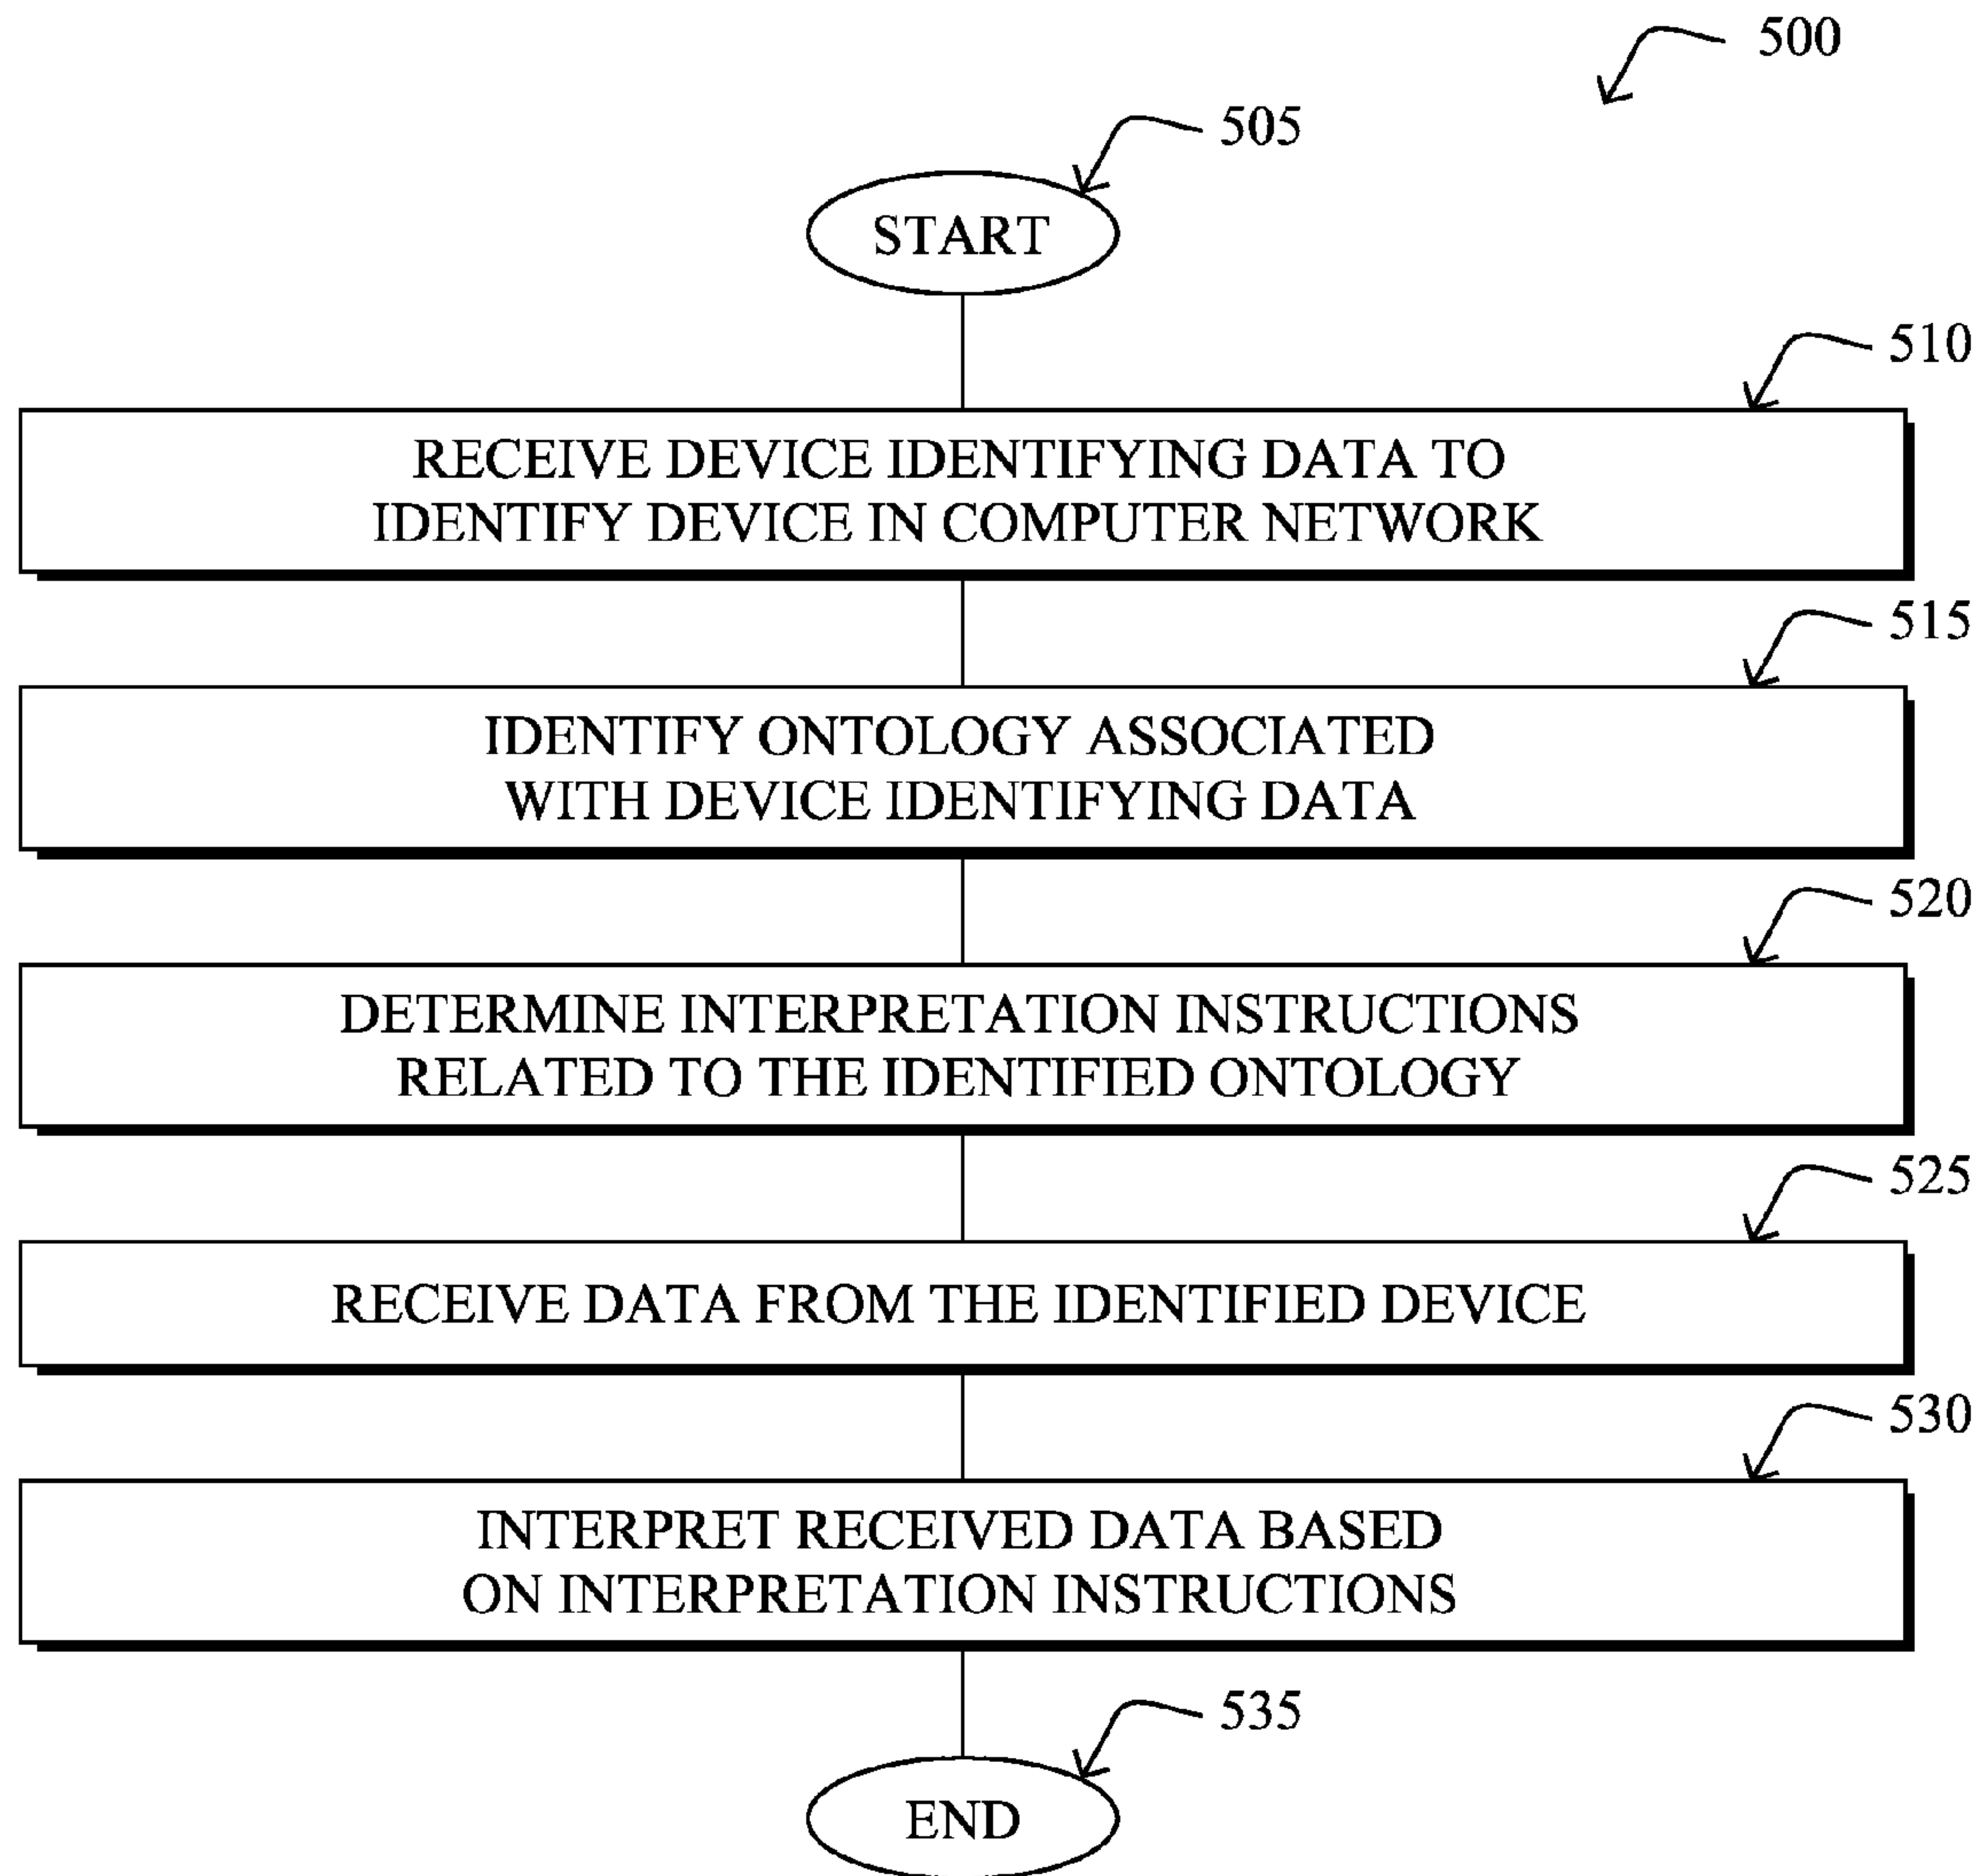 500
505
START
510
RECEIVE DEVICE IDENTIFYING DATA TO
IDENTIFY DEVICE IN COMPUTER NETWORK
515
IDENTIFY ONTOLOGY ASSOCIATED
WITH DEVICE IDENTIFYING DATA
520
DETERMINE INTERPRETATION INSTRUCTIONS
RELATED TO THE IDENTIFIED ONTOLOGY
525
RECEIVE DATA FROM THE IDENTIFIED DEVICE
530
INTERPRET RECEIVED DATA BASED
ON INTERPRETATION INSTRUCTIONS
535
END